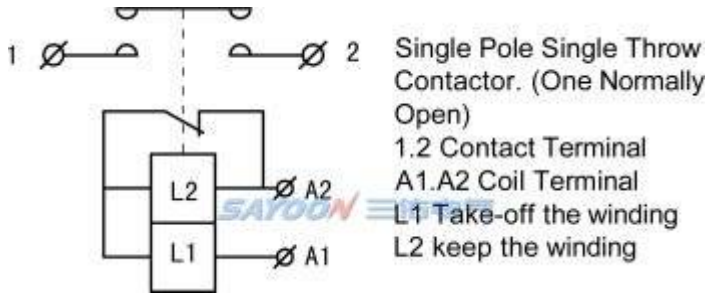 1
2
Single Pole Single Throw
Contactor. (One Normally
Open)
1.2 Contact Terminal
A1.A2 Coil Terminal
L1 Take-off the winding
L2 keep the winding
L2
A2
SAYOON
L1
A1